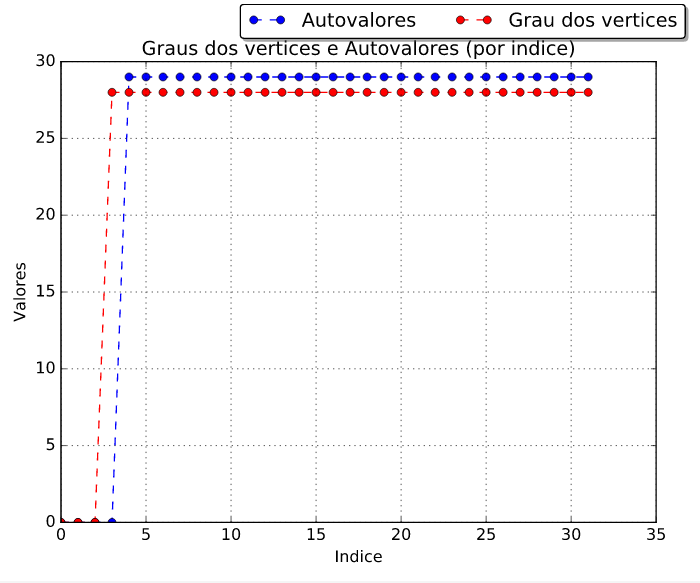 Autovalores Grau dos vertices
Graus dos vertices e Autovalores (por indice)
30
25
20
15
10
5
0
Valores
0 5 10 15 20 25 30 35
Indice